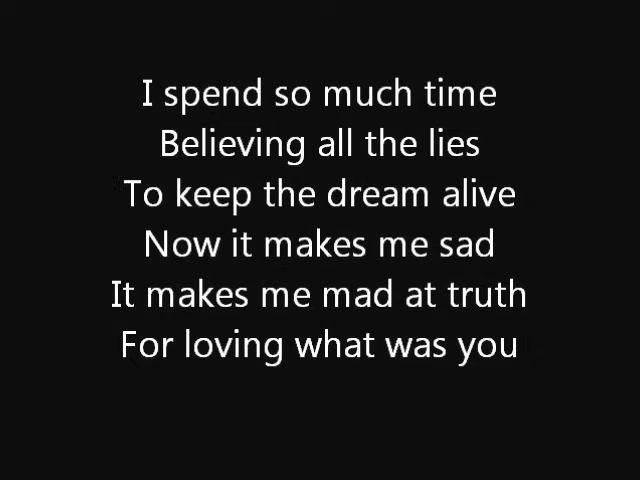 I spend so much time
Believing all the lies
To keep the dream alive
Now it makes me sad
It makes me mad at truth
For loving what was you